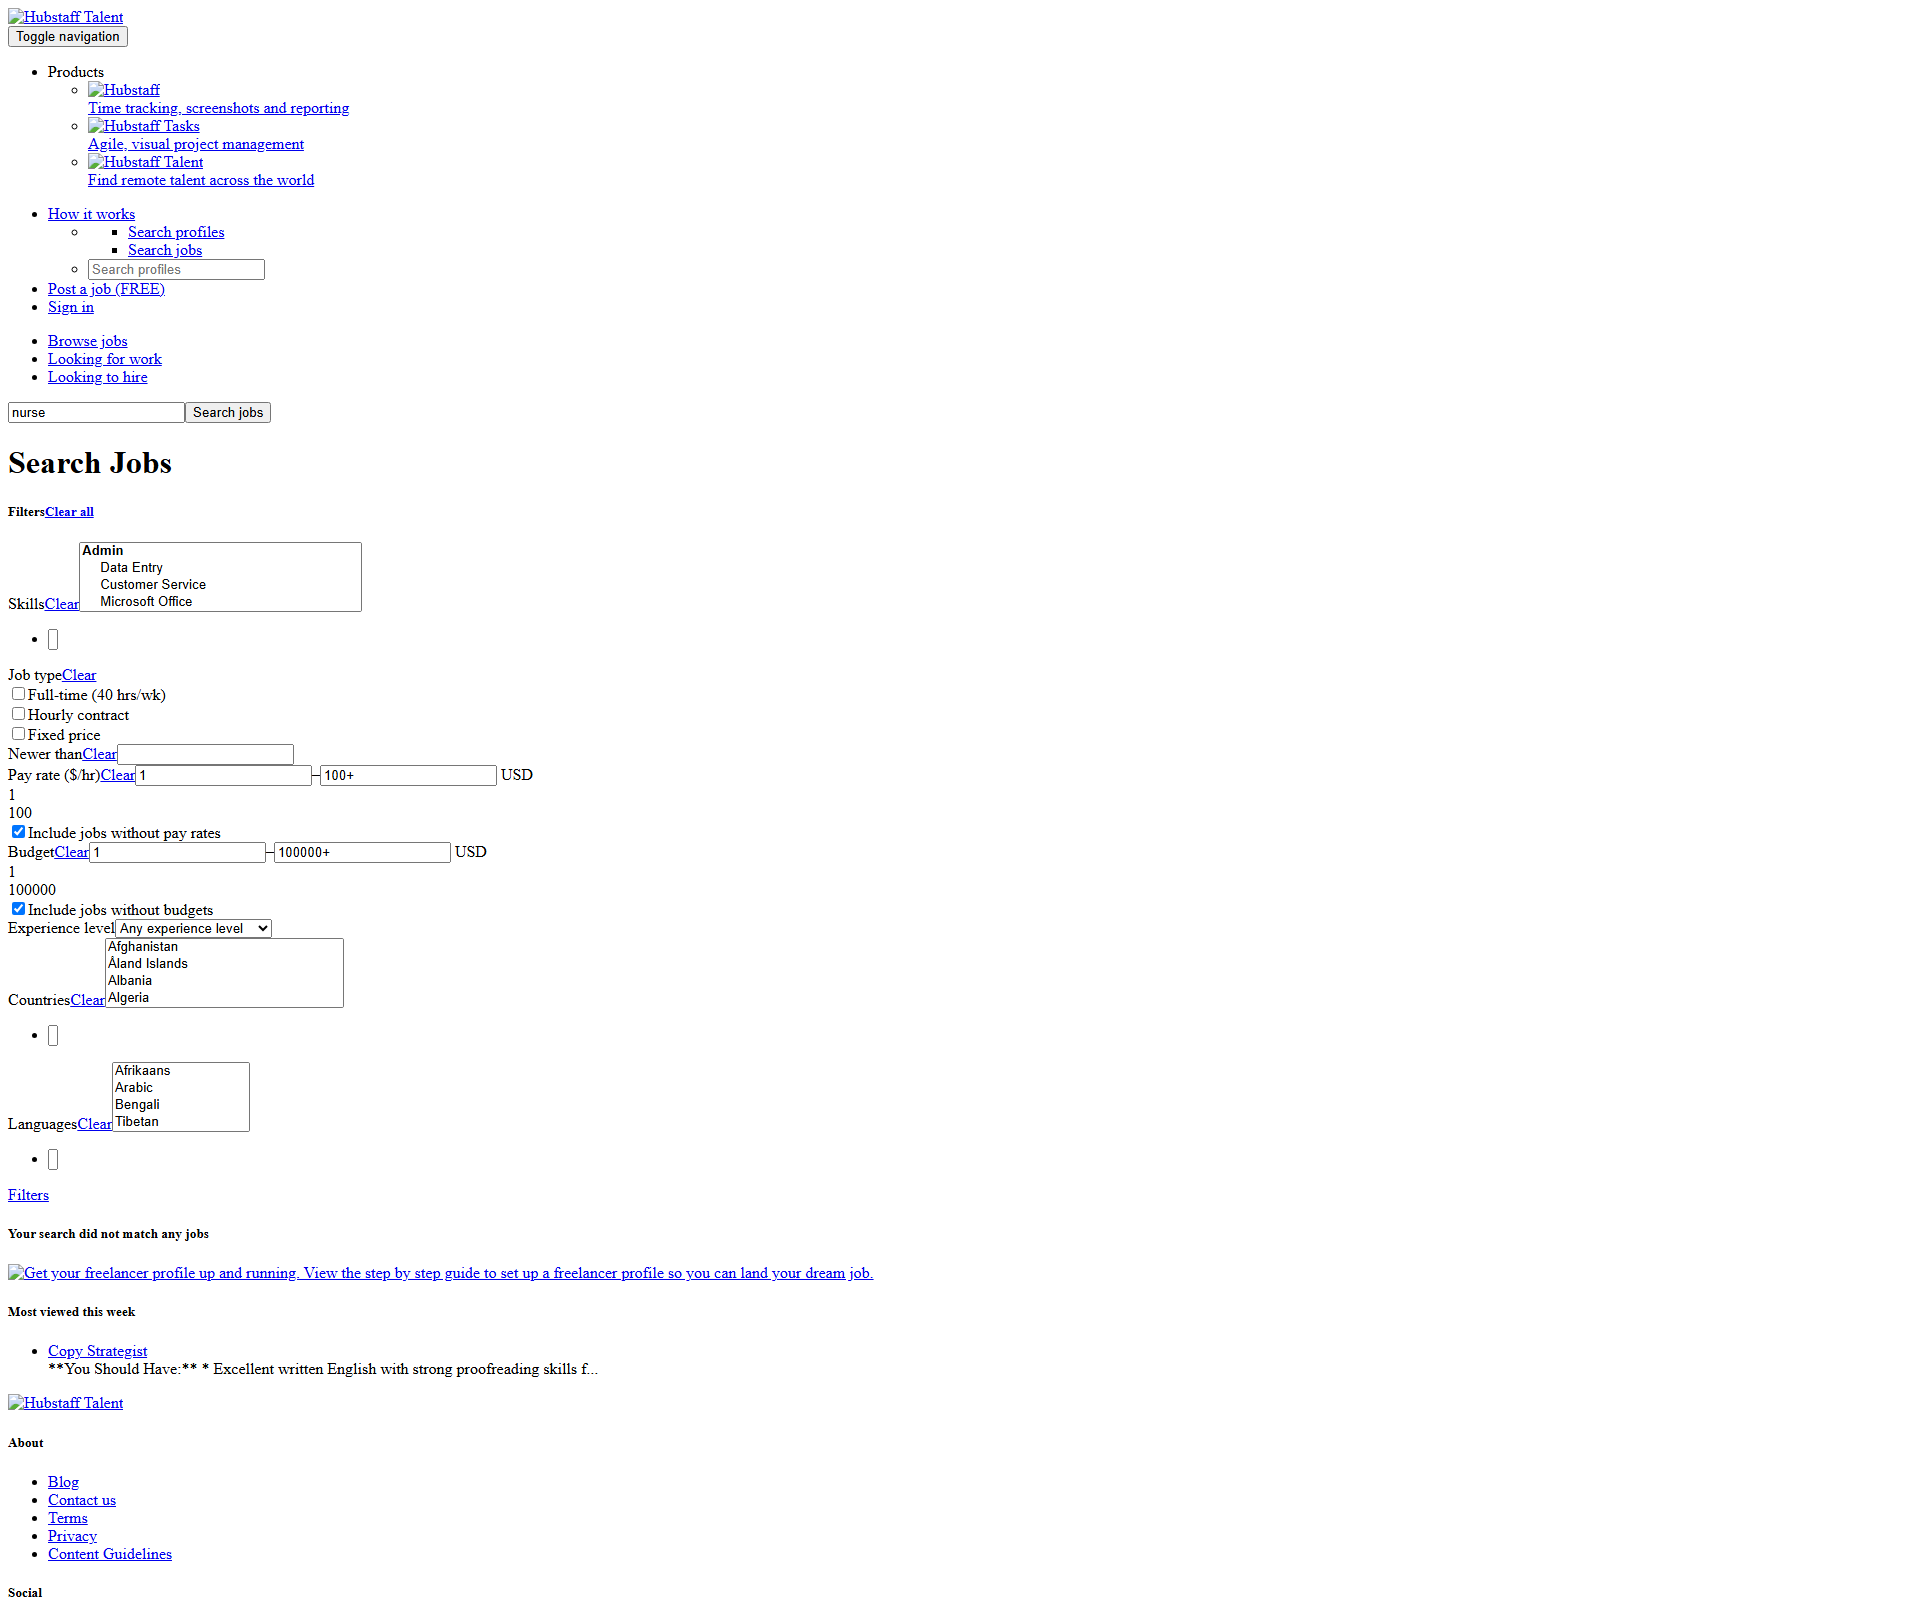 Hubstaff Talent
Toggle navigation
Products
Hubstaff
Time tracking, screenshots and reporting
Hubstaff Tasks
Agile, visual project management
Hubstaff Talent
Find remote talent across the world
How it works
Search profiles
Search jobs
Search profiles
Post a job (FREE)
Sign in
Browse jobs
Looking for work
Looking to hire
nurse Search jobs
Search Jobs
FiltersClear all
Admin
Data Entry
Customer Service
Microsoft Office
SkillsClear
Job typeClear
Full-time (40 hrs/wk)
Hourly contract
Fixed price
Newer thanClear
Pay rate ($/hr)Clear 1 – 100+ USD
1
100
Include jobs without pay rates
BudgetClear 1 – 100000+ USD
1
100000
Include jobs without budgets
Experience level Any experience level
Afghanistan
Åland Islands
Albania
Algeria
CountriesClear
Afrikaans
Arabic
Bengali
Tibetan
LanguagesClear
Filters
Your search did not match any jobs
Get your freelancer profile up and running. View the step by step guide to set up a freelancer profile so you can land your dream job.
Most viewed this week
Copy Strategist
**You Should Have:** * Excellent written English with strong proofreading skills f...
Hubstaff Talent
About
Blog
Contact us
Terms
Privacy
Content Guidelines
Social